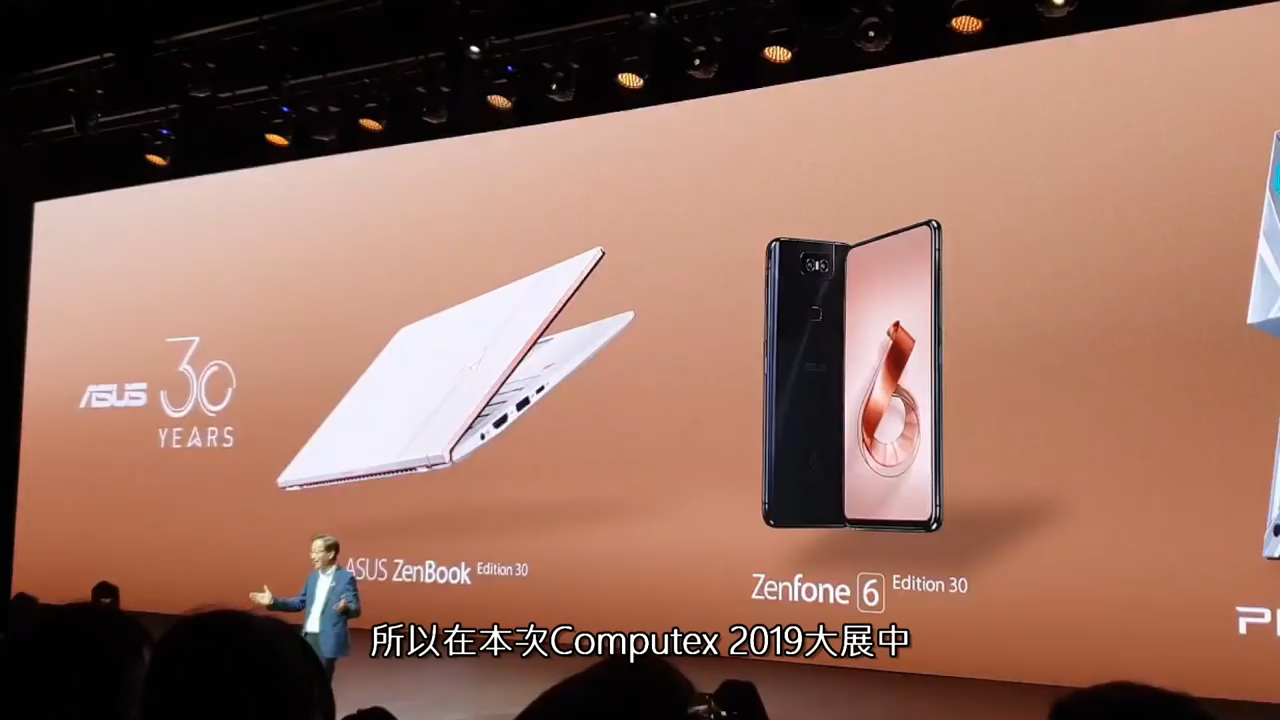 ASUS
30
YEARS
ASUS ZenBook Edition 30
Zenfone 6 Edition 30
所以在本次Computex 2019大展中